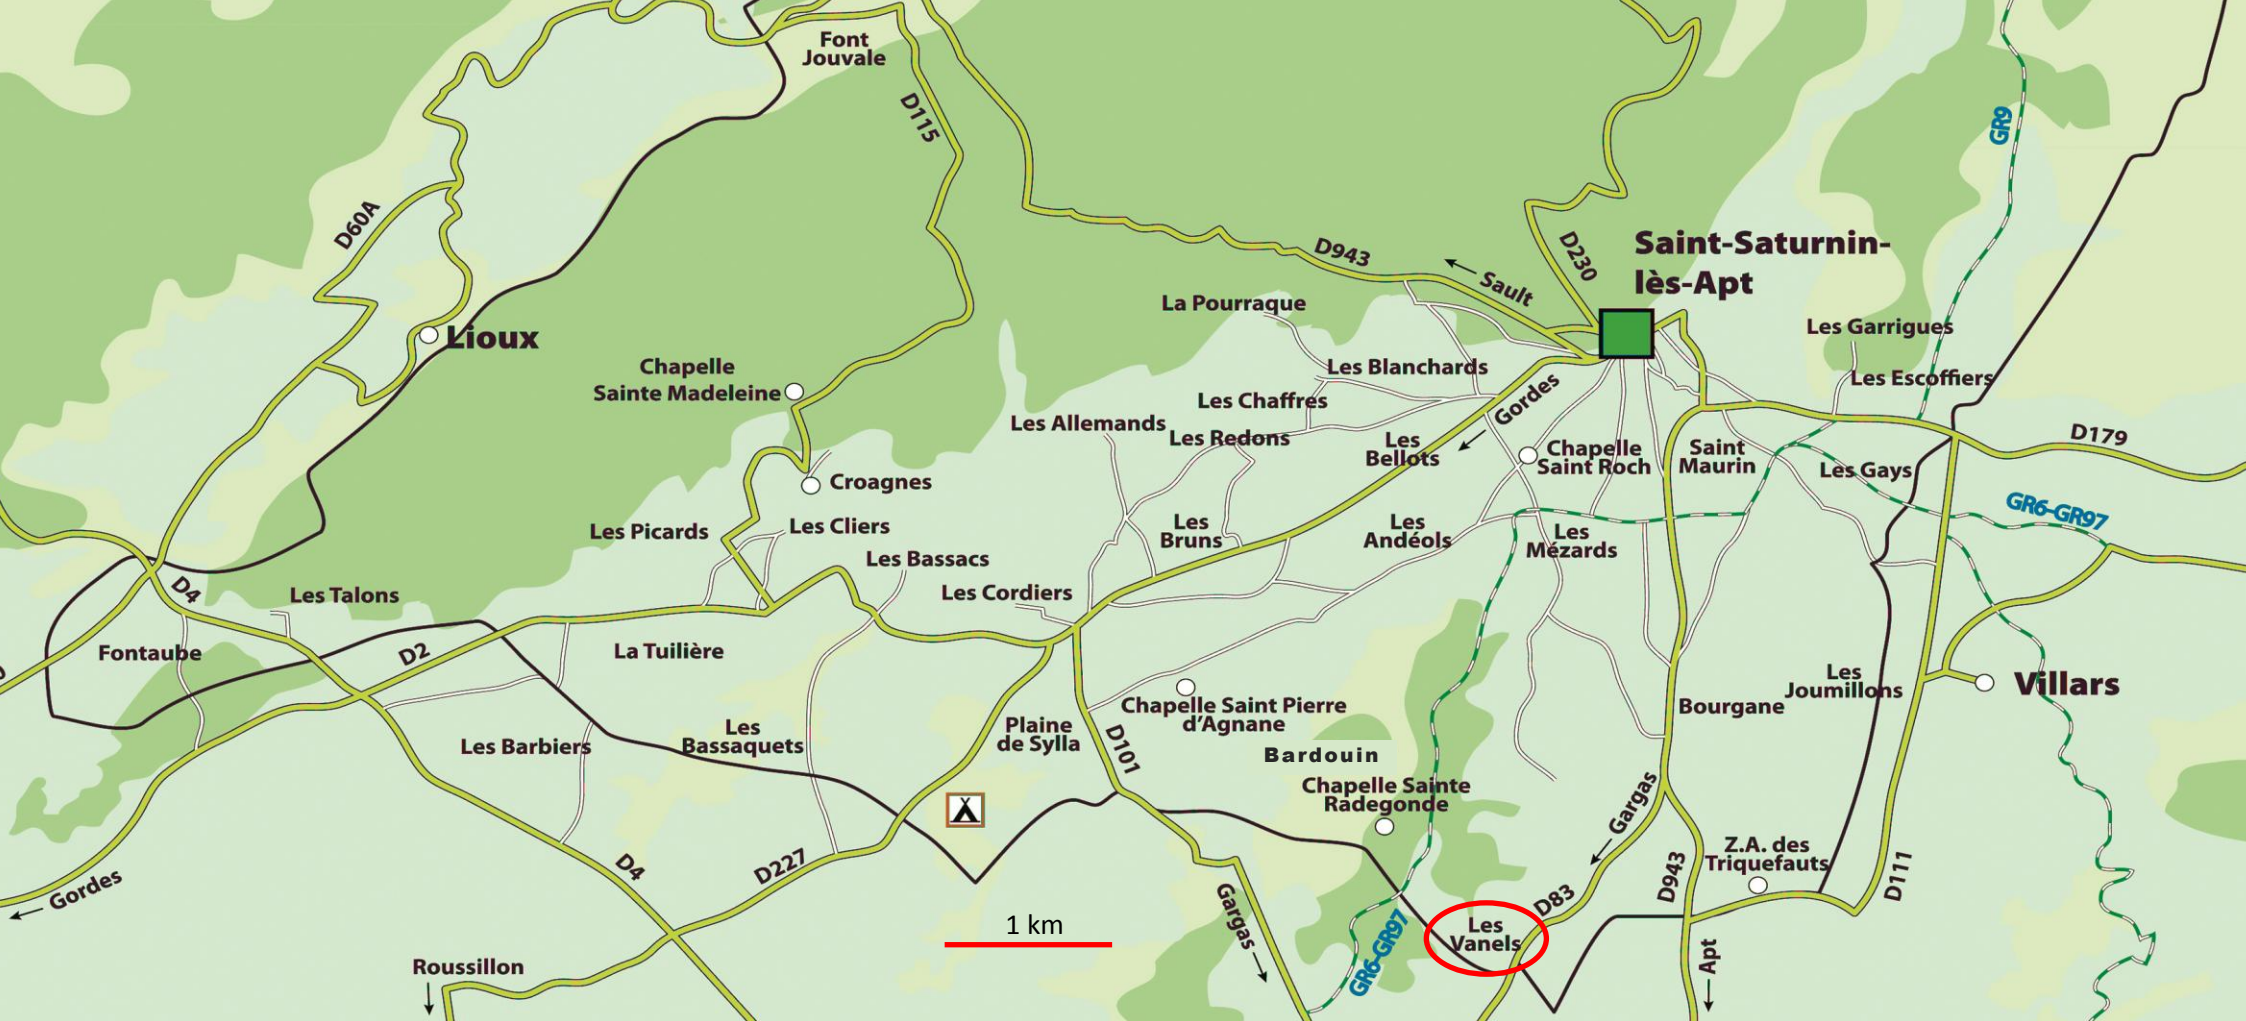 Font
Jouvale
D115
GR9
D60A
D943
Sault
D230
Saint-Saturnin-
lès-Apt
Lioux
La Pourraque
Les Garrigues
Chapelle
Sainte Madeleine
Les Blanchards
Les Escoffiers
Les Chaffres
Gordes
Les Allemands
Les Redons
Les
Bellots
Chapelle
Saint Roch
Saint
Maurin
D179
Les Gays
Croagnes
GR6-GR97
Les Picards
Les Cliers
Les
Bruns
Les
Andéols
Les
Mézards
Les Bassacs
D4
Les Talons
Les Cordiers
Fontaube
D2
La Tuilière
Les
Joumillons
Villars
Chapelle Saint Pierre
d'Agnane
Bourgane
Les Barbiers
Les
Bassaquets
Plaine
de Sylla
D101
Bardouin
Chapelle Sainte
Radegonde
Gargas
Z.A. des
Triquefauts
D4
D227
D943
D111
Gordes
1 km
Gargas
D83
Les
Vanels
GR6-GR97
Apt
Roussillon